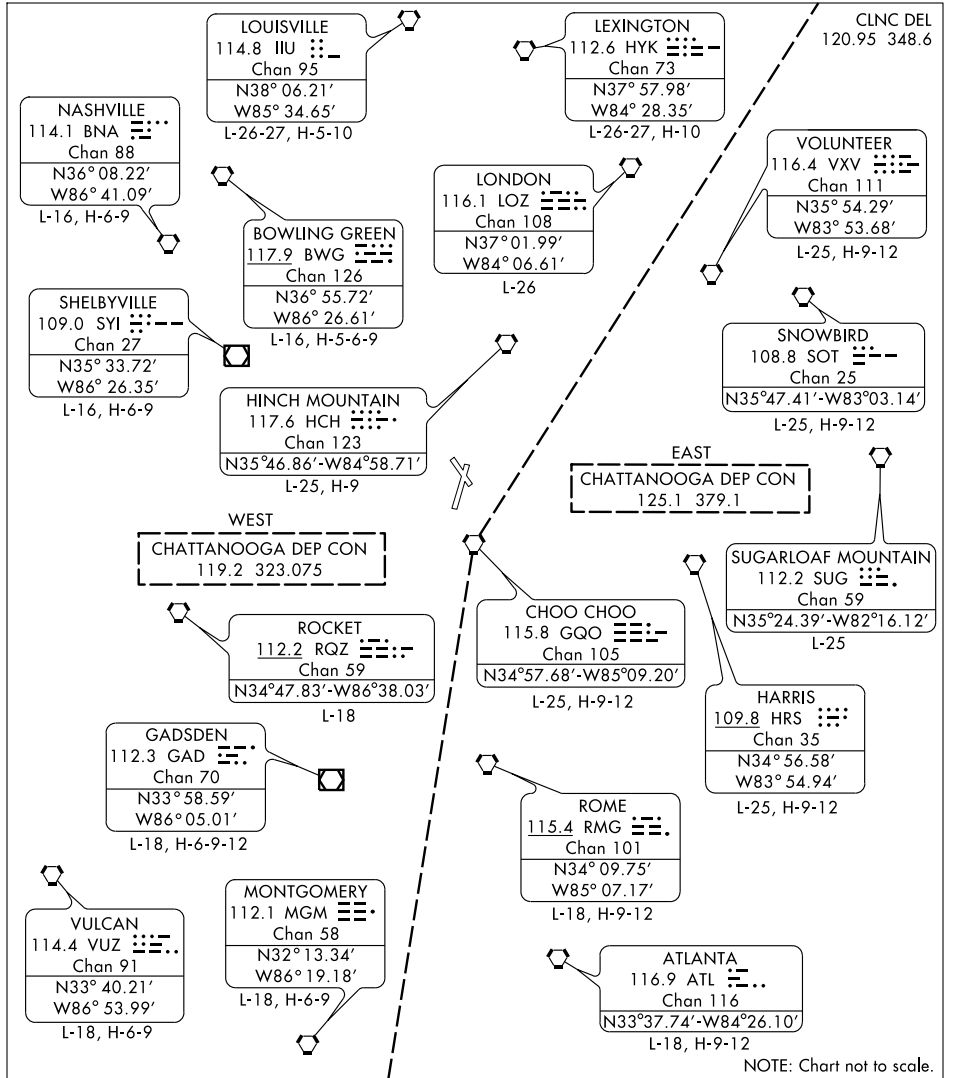 LOUISVILLE
114.8 IIU
Chan 95
N38° 06.21′
W85° 34.65′
L-26-27, H-5-10
LEXINGTON
112.6 HYK
Chan 73
N37° 57.98′
W84° 28.35′
L-26-27, H-10
CLNC DEL
120.95 348.6
NASHVILLE
114.1 BNA
Chan 88
N36° 08.22′
W86° 41.09′
L-16, H-6-9
BOWLING GREEN
117.9 BWG
Chan 126
N36° 55.72′
W86° 26.61′
L-16, H-5-6-9
LONDON
116.1 LOZ
Chan 108
N37° 01.99′
W84° 06.61′
L-26
VOLUNTEER
116.4 VXV
Chan 111
N35° 54.29′
W83° 53.68′
L-25, H-9-12
SHELBYVILLE
109.0 SYI
Chan 27
N35° 33.72′
W86° 26.35′
L-16, H-6-9
HINCH MOUNTAIN
117.6 HCH
Chan 123
N35°46.86′-W84°58.71′
L-25, H-9
SNOWBIRD
108.8 SOT
Chan 25
N35°47.41′-W83°03.14′
L-25, H-9-12
EAST
CHATTANOOGA DEP CON
125.1 379.1
WEST
CHATTANOOGA DEP CON
119.2 323.075
SUGARLOAF MOUNTAIN
112.2 SUG
Chan 59
N35°24.39′-W82°16.12′
L-25
ROCKET
112.2 RQZ
Chan 59
N34°47.83′-W86°38.03′
L-18
CHOO CHOO
115.8 GQO
Chan 105
N34°57.68′-W85°09.20′
L-25, H-9-12
HARRIS
109.8 HRS
Chan 35
N34° 56.58′
W83° 54.94′
L-25, H-9-12
GADSDEN
112.3 GAD
Chan 70
N33° 58.59′
W86° 05.01′
L-18, H-6-9-12
ROME
115.4 RMG
Chan 101
N34° 09.75′
W85° 07.17′
L-18, H-9-12
VULCAN
114.4 VUZ
Chan 91
N33° 40.21′
W86° 53.99′
L-18, H-6-9
MONTGOMERY
112.1 MGM
Chan 58
N32° 13.34′
W86° 19.18′
L-18, H-6-9
ATLANTA
116.9 ATL
Chan 116
N33°37.74′-W84°26.10′
L-18, H-9-12
NOTE: Chart not to scale.